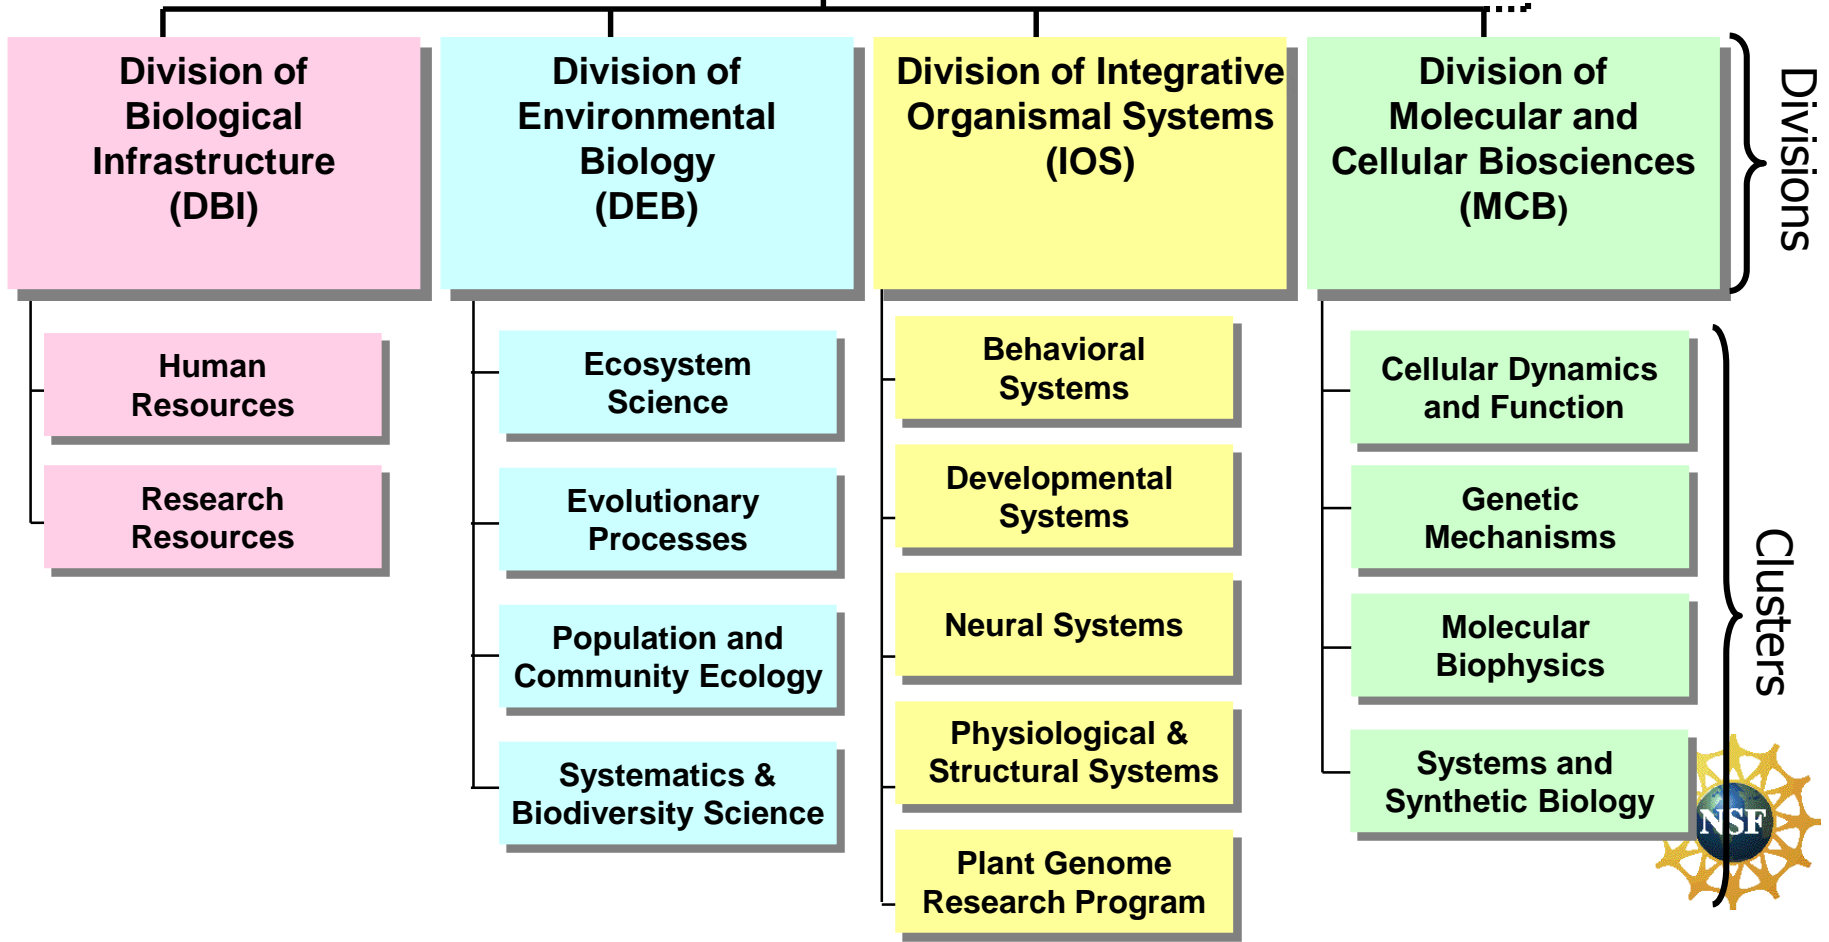 Division of
Biological
Infrastructure
(DBI)
Division of
Environmental
Biology
(DEB)
Division of Integrative
Organismal Systems
(IOS)
Division of
Molecular and
Cellular Biosciences
(MCB)
Divisions
Human
Resources
Research
Resources
Ecosystem
Science
Evolutionary
Processes
Population and
Community Ecology
Systematics &
Biodiversity Science
Behavioral
Systems
Developmental
Systems
Neural Systems
Physiological &
Structural Systems
Plant Genome
Research Program
Cellular Dynamics
and Function
Genetic
Mechanisms
Molecular
Biophysics
Systems and
Synthetic Biology
Clusters
NSF